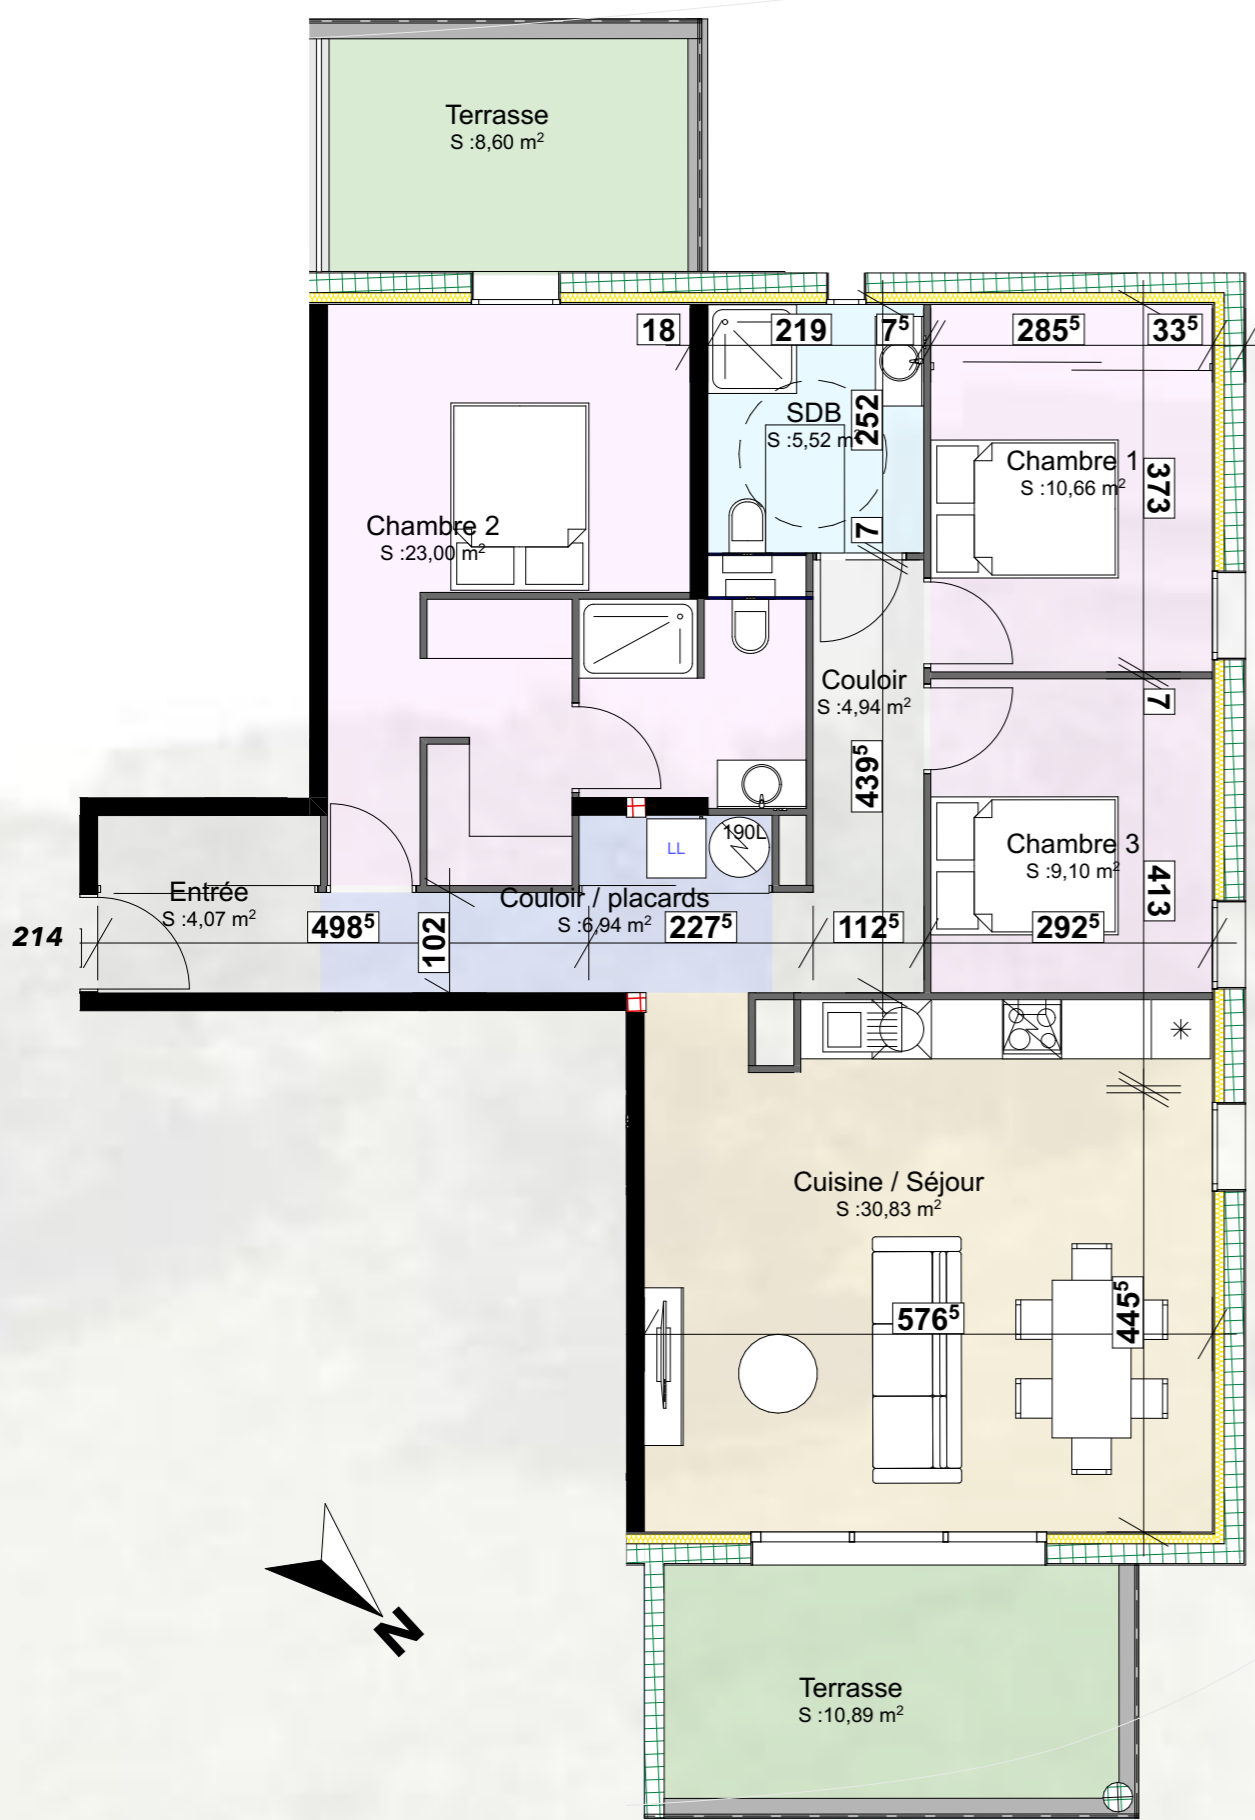 Terrasse
S :8,60 m²
18
219
7⁵
285⁵
33⁵
SDB
S :5,52 m²
252
Chambre 1
S :10,66 m²
373
Chambre 2
S :23,00 m²
7
Couloir
S :4,94 m²
7
439⁵
LL
190L
Chambre 3
S :9,10 m²
413
Entrée
S :4,07 m²
Couloir / placards
S :6,94 m²
214
498⁵
102
227⁵
112⁵
292⁵
Cuisine / Séjour
S :30,83 m²
576⁵
445⁵
N
Terrasse
S :10,89 m²